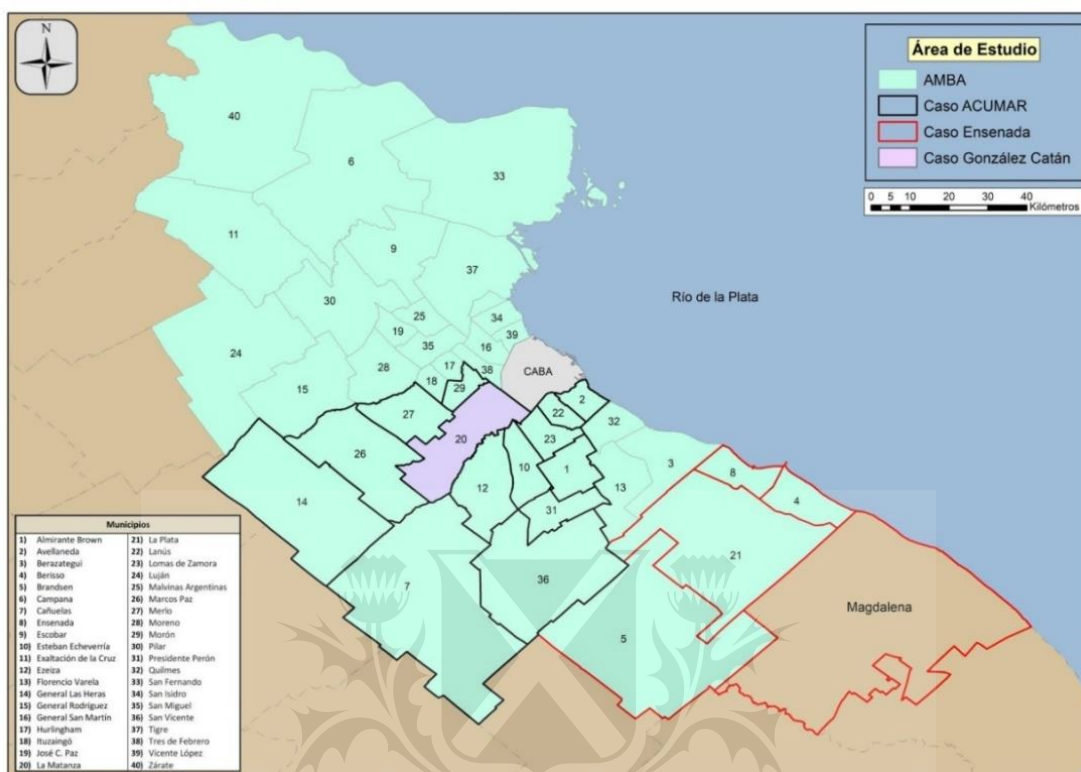 N
Área de Estudio
AMBA
Caso ACUMAR
Caso Ensenada
Caso González Catán
0 5 10 20 30 40
Kilómetros
40
6
33
11
9
37
30
Río de la Plata
25
34
19
39
24
35
16
CABA
17
38
28
18
29
15
2
27
22
32
20
23
26
3
8
10
1
12
13
4
14
31
21
7
36
Magdalena
5
Municipios
1) Almirante Brown
2) Avellaneda
3) Berazategui
4) Berisso
5) Brandsen
6) Campana
7) Cañuelas
8) Ensenada
9) Escobar
10) Esteban Echeverría
11) Exaltación de la Cruz
12) Ezeiza
13) Florencio Varela
14) General Las Heras
15) General Rodríguez
16) General San Martín
17) Hurlingham
18) Ituzaingó
19) José C. Paz
20) La Matanza
21) La Plata
22) Lanús
23) Lomas de Zamora
24) Luján
25) Malvinas Argentinas
26) Marcos Paz
27) Merlo
28) Moreno
29) Morón
30) Pilar
31) Presidente Perón
32) Quilmes
33) San Fernando
34) San Isidro
35) San Miguel
36) San Vicente
37) Tigre
38) Tres de Febrero
39) Vicente López
40) Zárate